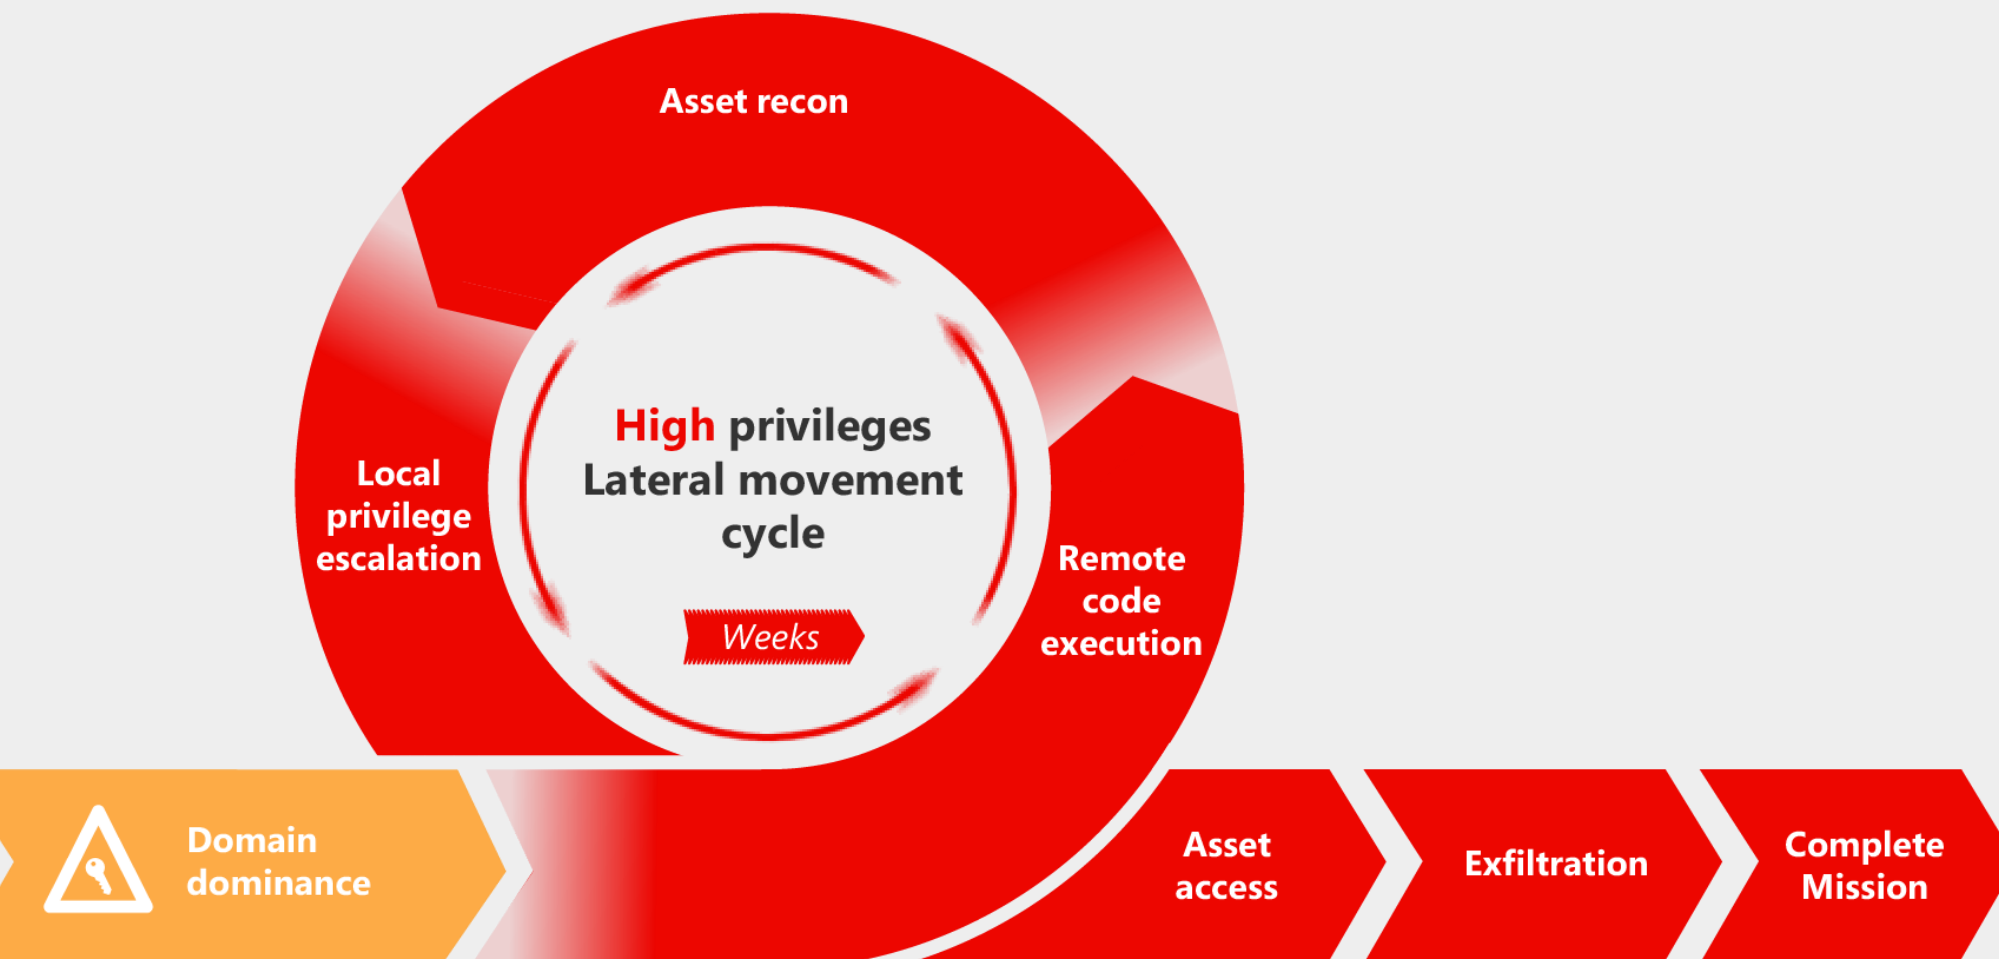 Asset recon
High privileges
Lateral movement
cycle
Weeks
Local
privilege
escalation
Remote
code
execution
Domain
dominance
Asset
access
Exfiltration
Complete
Mission